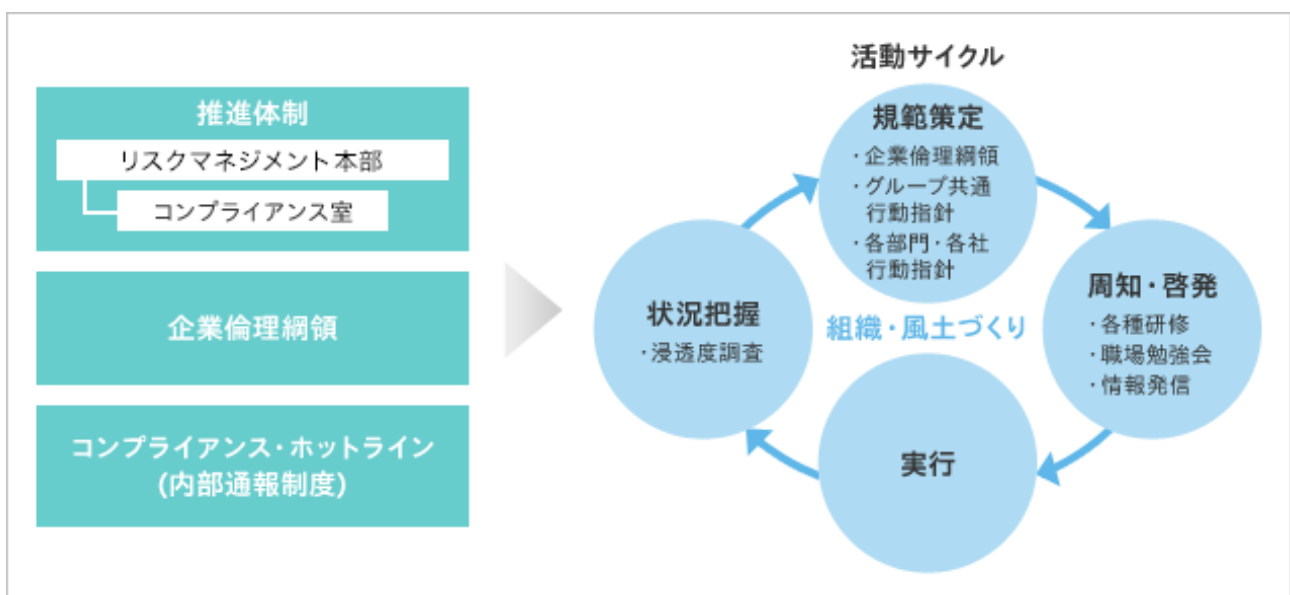 推進体制
リスクマネジメント本部
コンプライアンス室
企業倫理綱領
コンプライアンス・ホットライン
(内部通報制度)
活動サイクル
規範策定
・企業倫理綱領
・グループ共通
行動指針
・各部門・各社
行動指針
周知・啓発
・各種研修
・職場勉強会
・情報発信
実行
状況把握
・浸透度調査
組織・風土づくり